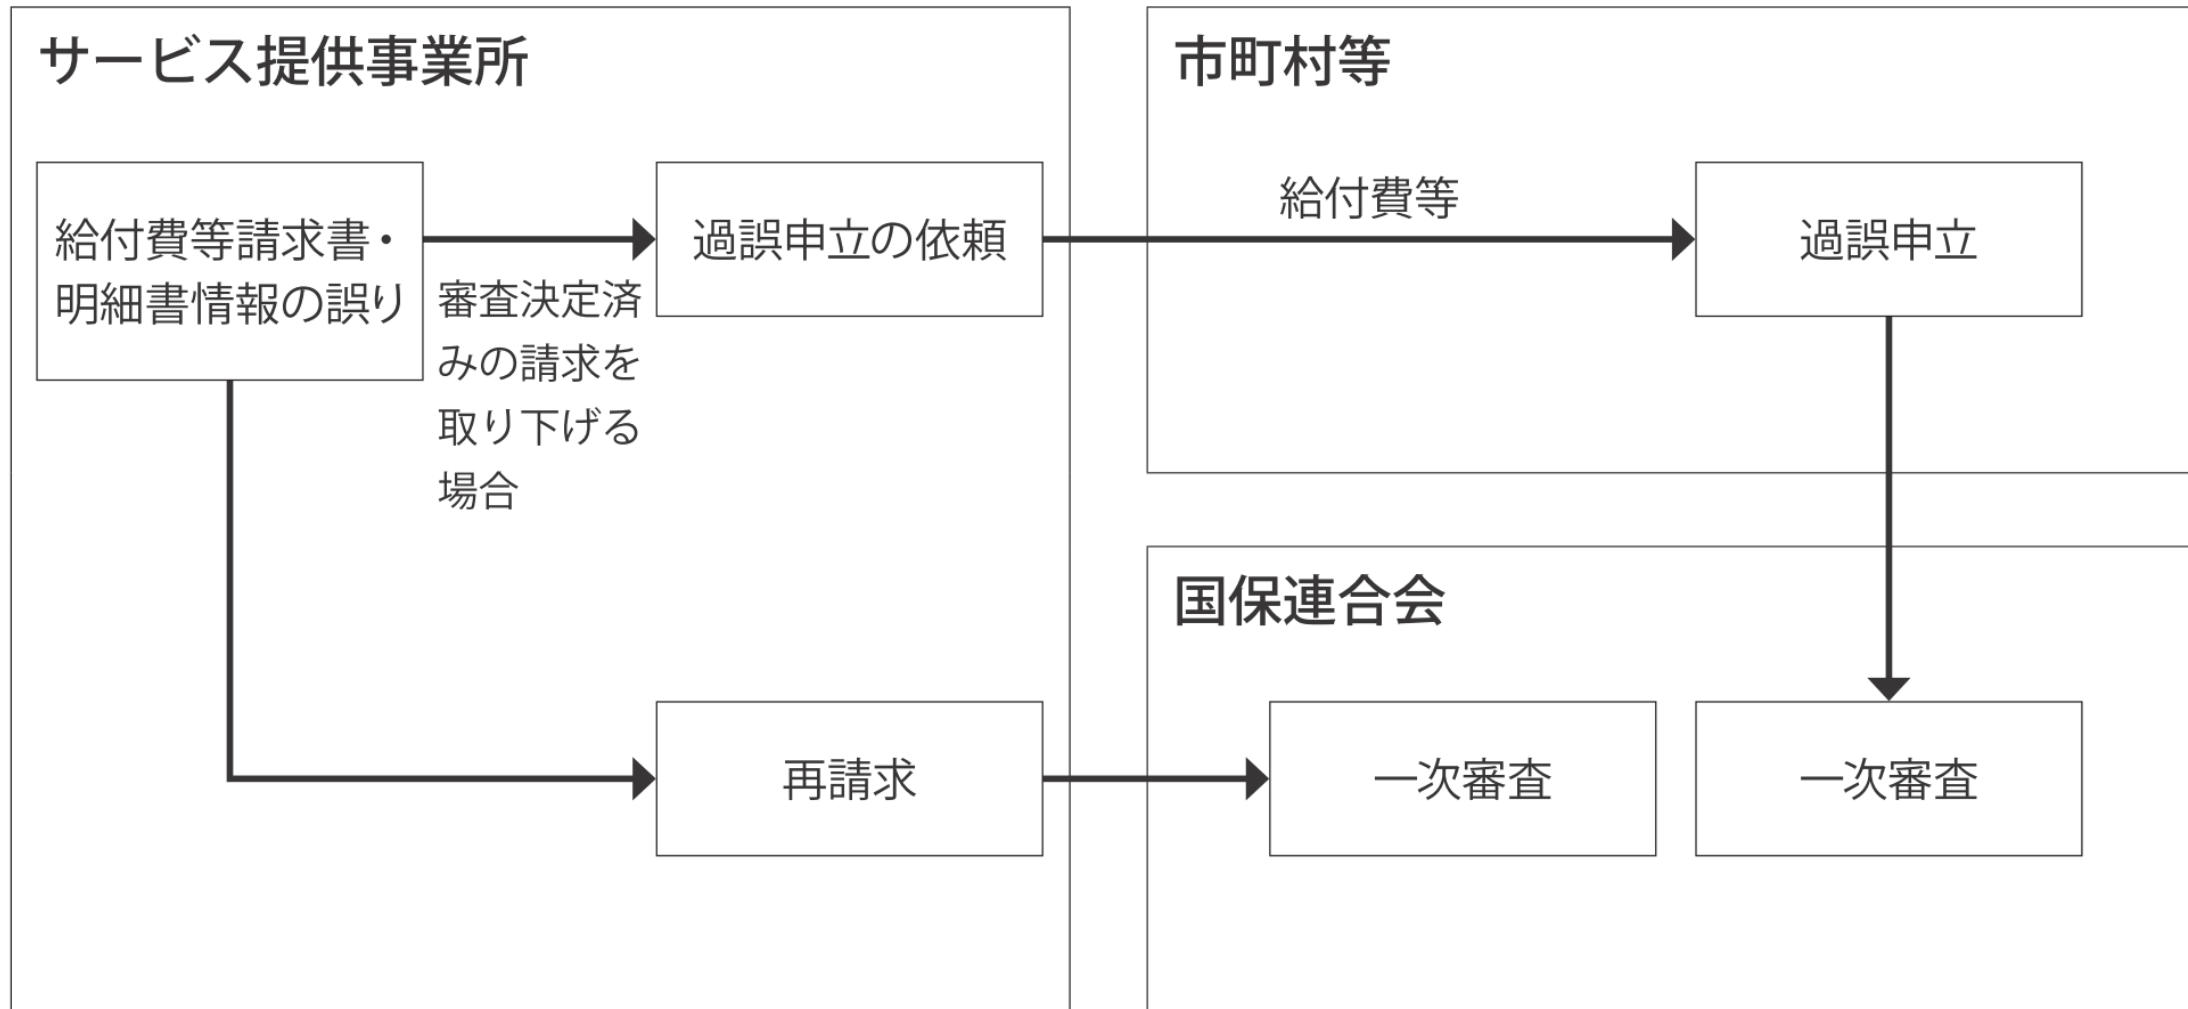 サービス提供事業所
給付費等請求書・
明細書情報の誤り
審査決定済
みの請求を
取り下げる
場合
過誤申立の依頼
再請求
市町村等
給付費等
過誤申立
国保連合会
一次審査
一次審査